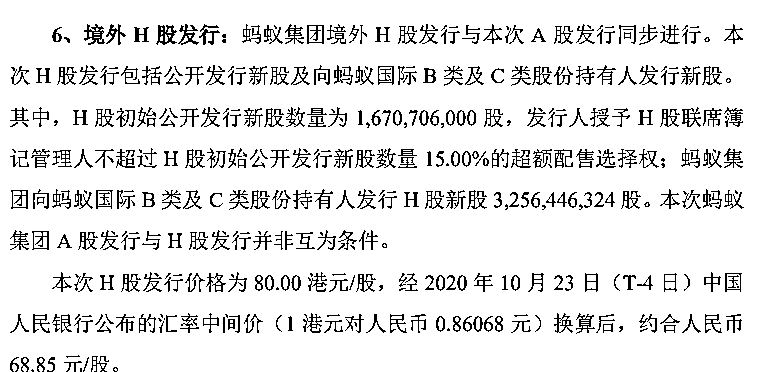 6、境外 H 股发行：蚂蚁集团境外 H 股发行与本次 A 股发行同步进行。本
次 H 股发行包括公开发行新股及向蚂蚁国际 B 类及 C 类股份持有人发行新股。
其中，H 股初始公开发行新股数量为 1,670,706,000 股，发行人授予 H 股联席簿
记管理人不超过 H 股初始公开发行新股数量 15.00%的超额配售选择权；蚂蚁集
团向蚂蚁国际 B 类及 C 类股份持有人发行 H 股新股 3,256,446,324 股。本次蚂蚁
集团 A 股发行与 H 股发行并非互为条件。
本次 H 股发行价格为 80.00 港元/股，经 2020 年 10 月 23 日（T-4 日）中国
人民银行公布的汇率中间价（1 港元对人民币 0.86068 元）换算后，约合人民币
68.85 元/股。